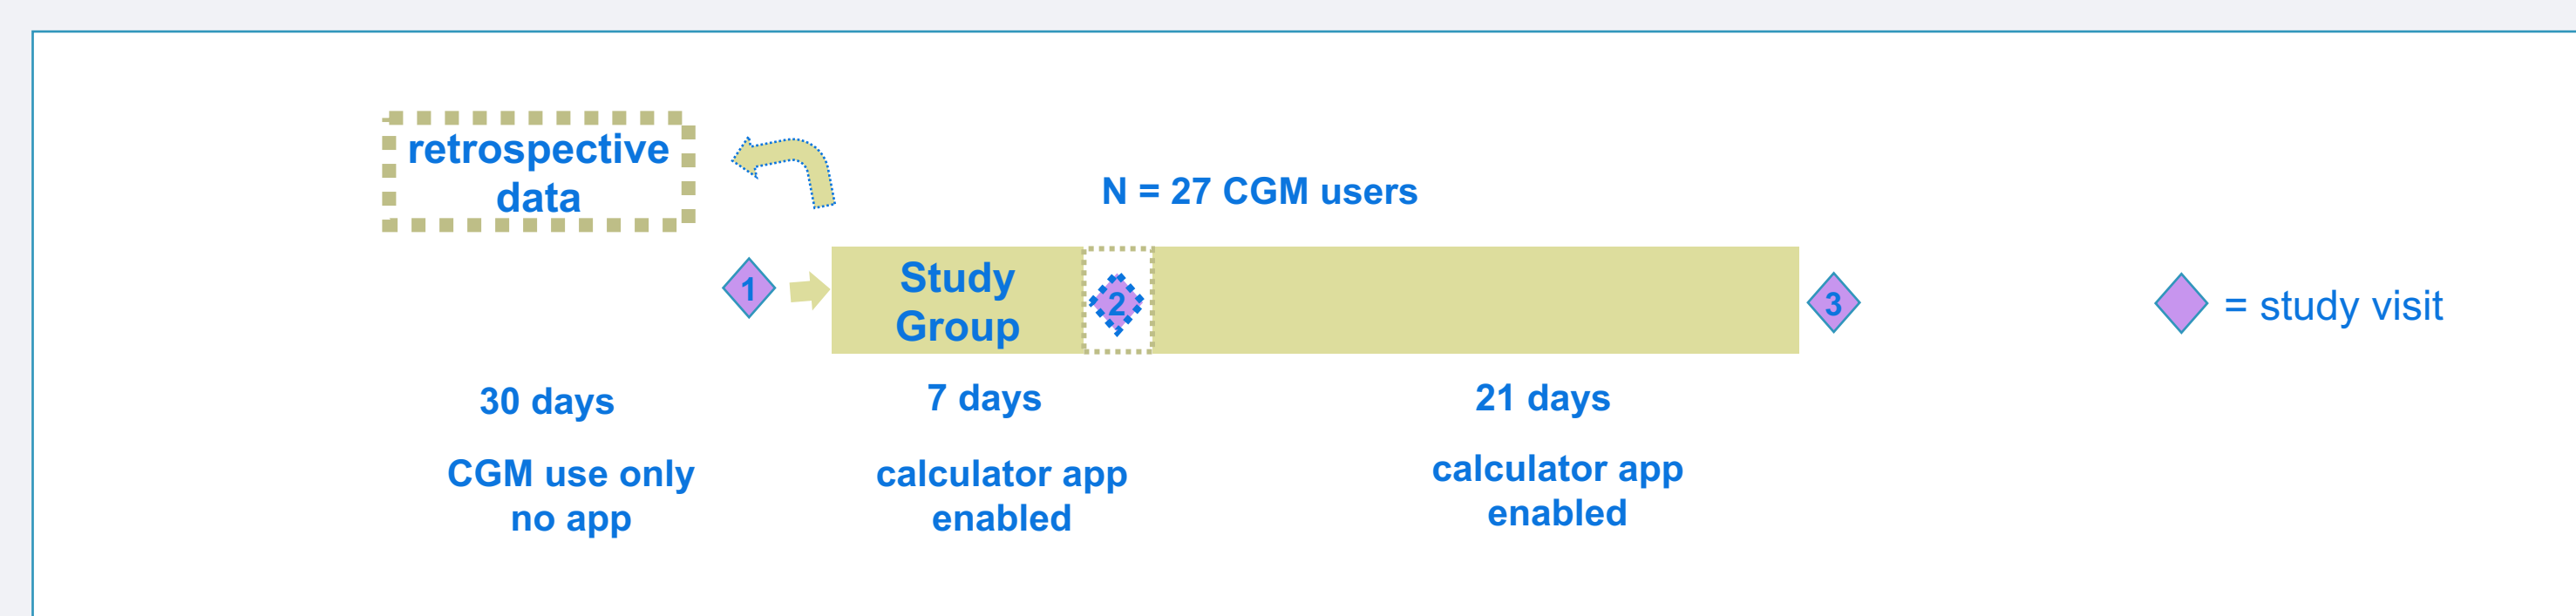 retrospective
data
N = 27 CGM users
1
Study
Group
2
3
= study visit
30 days
7 days
21 days
CGM use only
no app
calculator app
enabled
calculator app
enabled